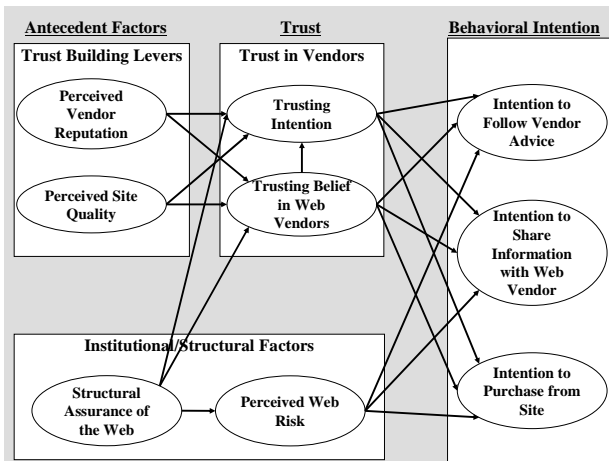 Antecedent Factors
Trust
Behavioral Intention
Trust Building Levers
Trust in Vendors
Perceived
Vendor
Reputation
Trusting
Intention
Intention to
Follow Vendor
Advice
Perceived Site
Quality
Trusting Belief
in Web
Vendors
Intention to
Share
Information
with Web
Vendor
Institutional/Structural Factors
Structural
Assurance of
the Web
Perceived Web
Risk
Intention to
Purchase from
Site